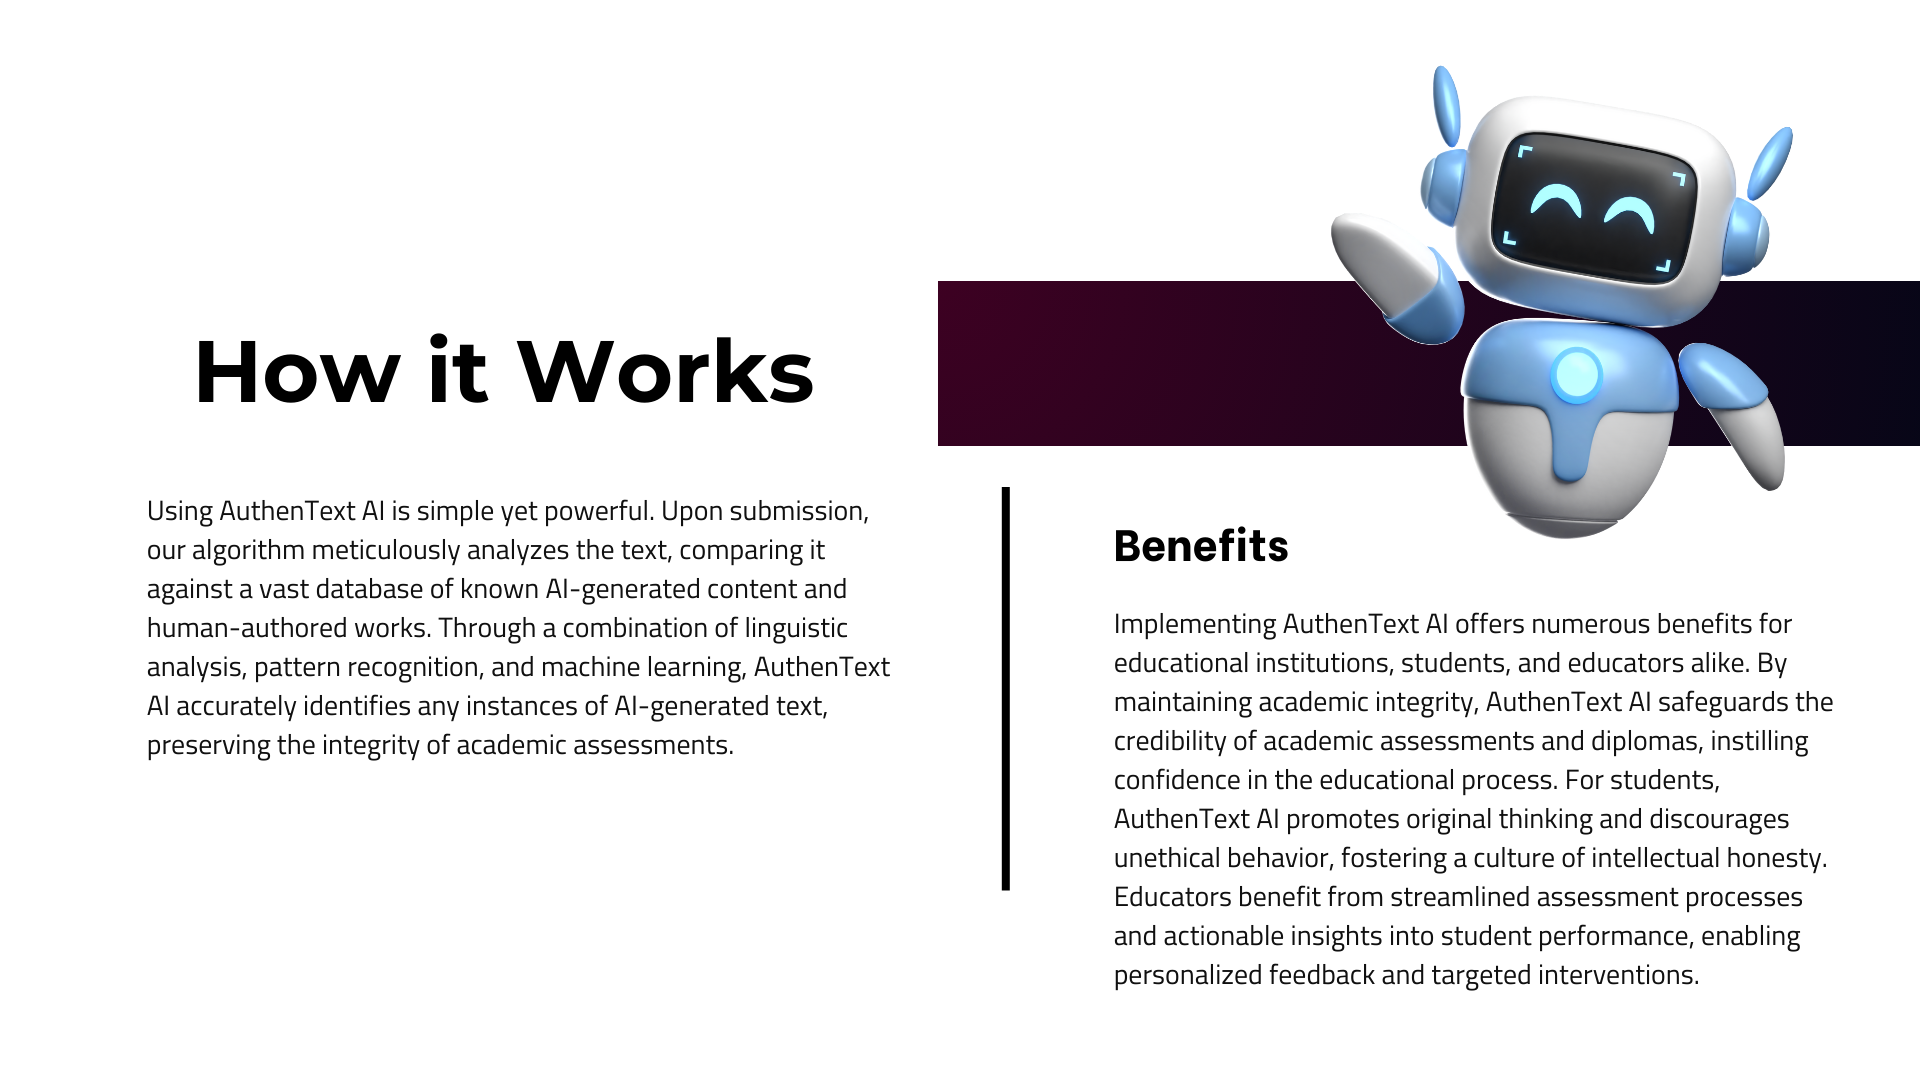 How it Works
Using AuthenText AI is simple yet powerful. Upon submission,
our algorithm meticulously analyzes the text, comparing it
against a vast database of known AI-generated content and
human-authored works. Through a combination of linguistic
analysis, pattern recognition, and machine learning, AuthenText
AI accurately identifies any instances of AI-generated text,
preserving the integrity of academic assessments.
Benefits
Implementing AuthenText AI offers numerous benefits for
educational institutions, students, and educators alike. By
maintaining academic integrity, AuthenText AI safeguards the
credibility of academic assessments and diplomas, instilling
confidence in the educational process. For students,
AuthenText AI promotes original thinking and discourages
unethical behavior, fostering a culture of intellectual honesty.
Educators benefit from streamlined assessment processes
and actionable insights into student performance, enabling
personalized feedback and targeted interventions.